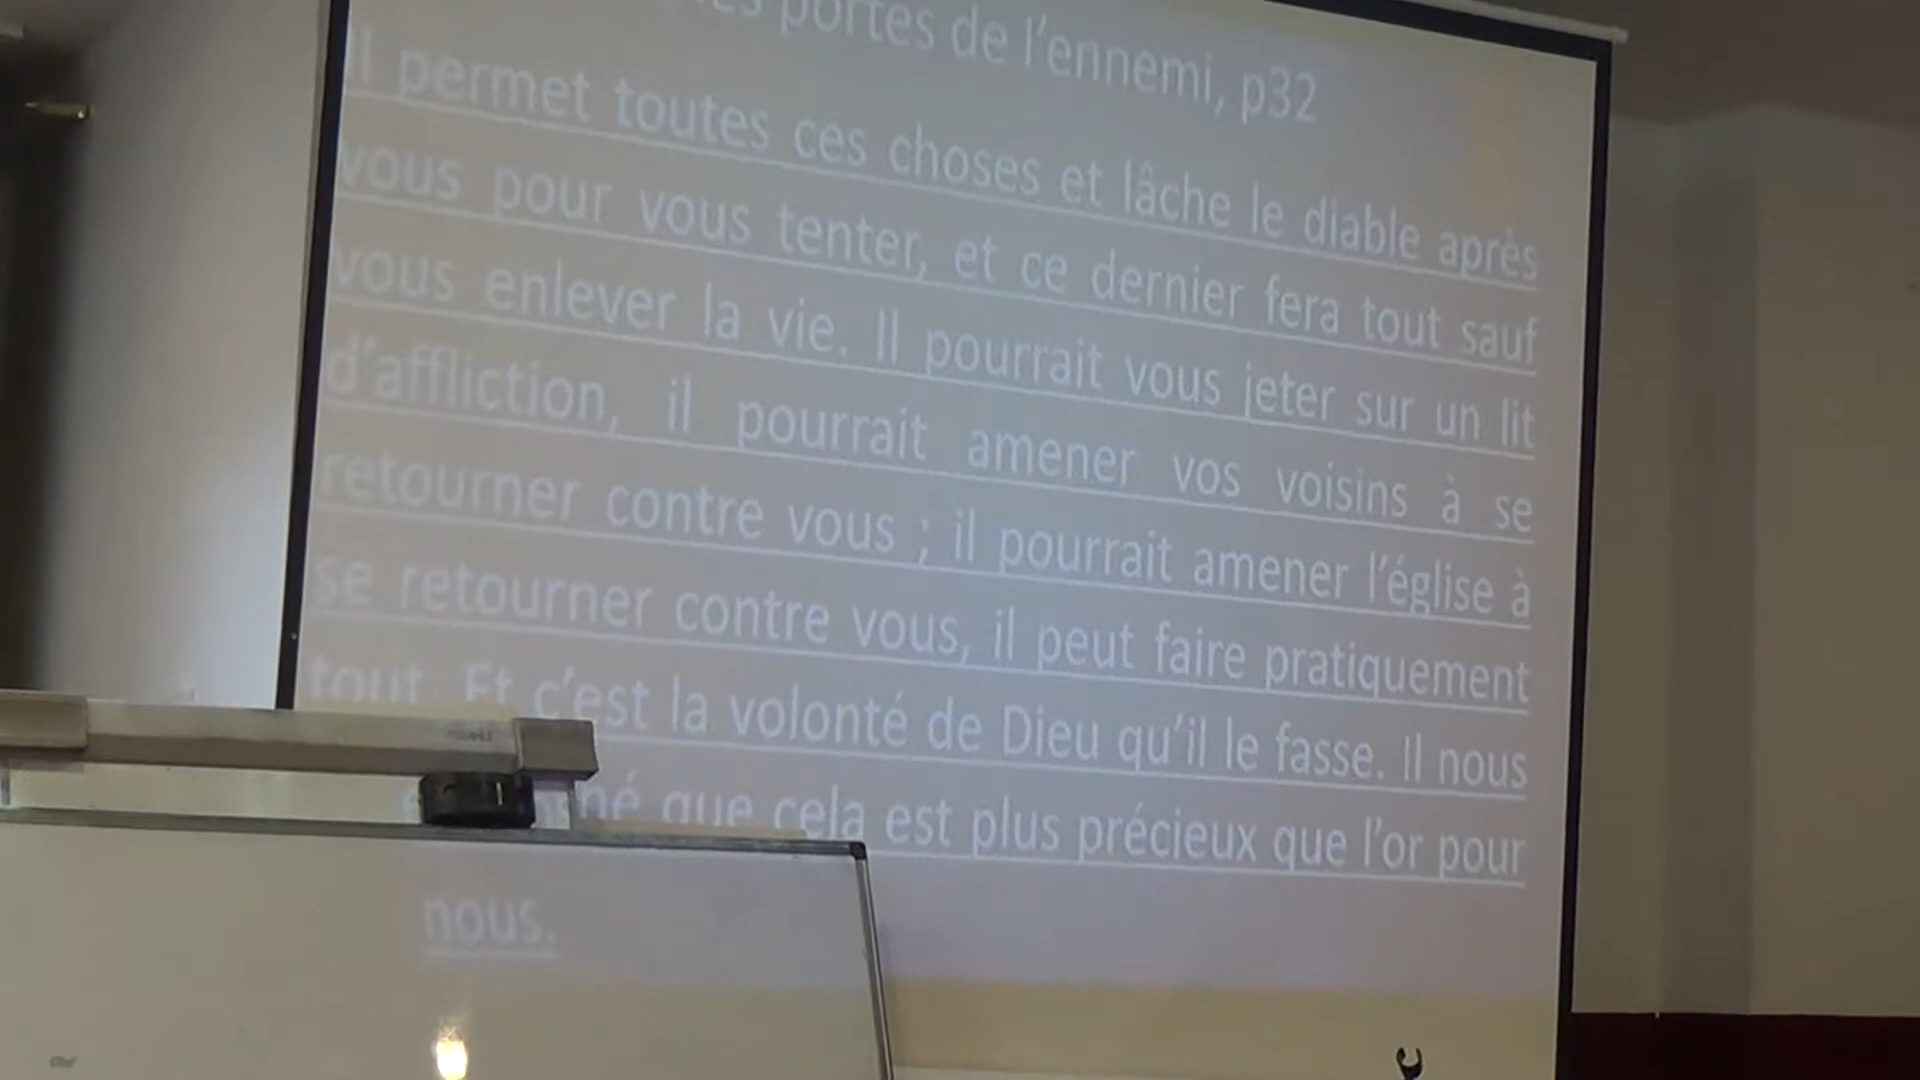 portes de l'ennemi, p32
Il permet toutes ces choses et lâche le diable après
vous pour vous tenter, et ce dernier fera tout sauf
vous enlever la vie. Il pourrait vous jeter sur un lit
d'affliction, il pourrait amener vos voisins à se
retourner contre vous ; il pourrait amener l'église à
se retourner contre vous, il peut faire pratiquement
tout. Et c'est la volonté de Dieu qu'il le fasse. Il nous
que cela est plus précieux que l'or pour
nous.